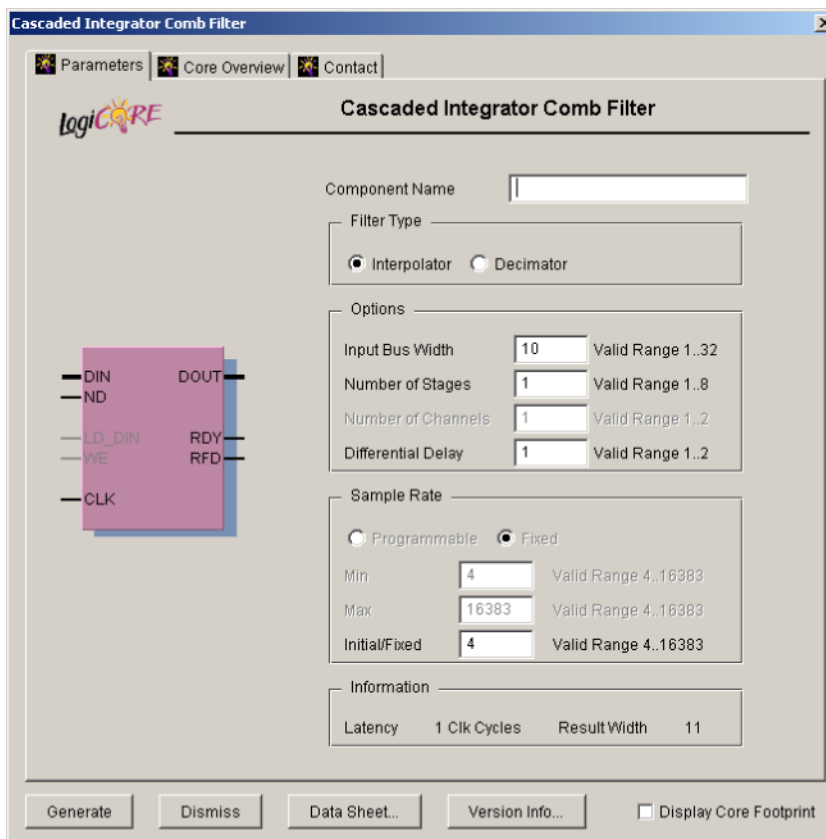 Cascaded Integrator Comb Filter
Parameters Core Overview Contact
LogiCORE
Cascaded Integrator Comb Filter
Component Name
Filter Type
Interpolator Decimator
Options
Input Bus Width 10 Valid Range 1..32
Number of Stages 1 Valid Range 1..8
Number of Channels 1 Valid Range 1..2
Differential Delay 1 Valid Range 1..2
DIN DOUT
ND
LD_DIN RDY
WE RFD
CLK
Sample Rate
Programmable Fixed
Min 4 Valid Range 4..16383
Max 16383 Valid Range 4..16383
Initial/Fixed 4 Valid Range 4..16383
Information
Latency 1 Clk Cycles Result Width 11
Generate Dismiss Data Sheet... Version Info... Display Core Footprint